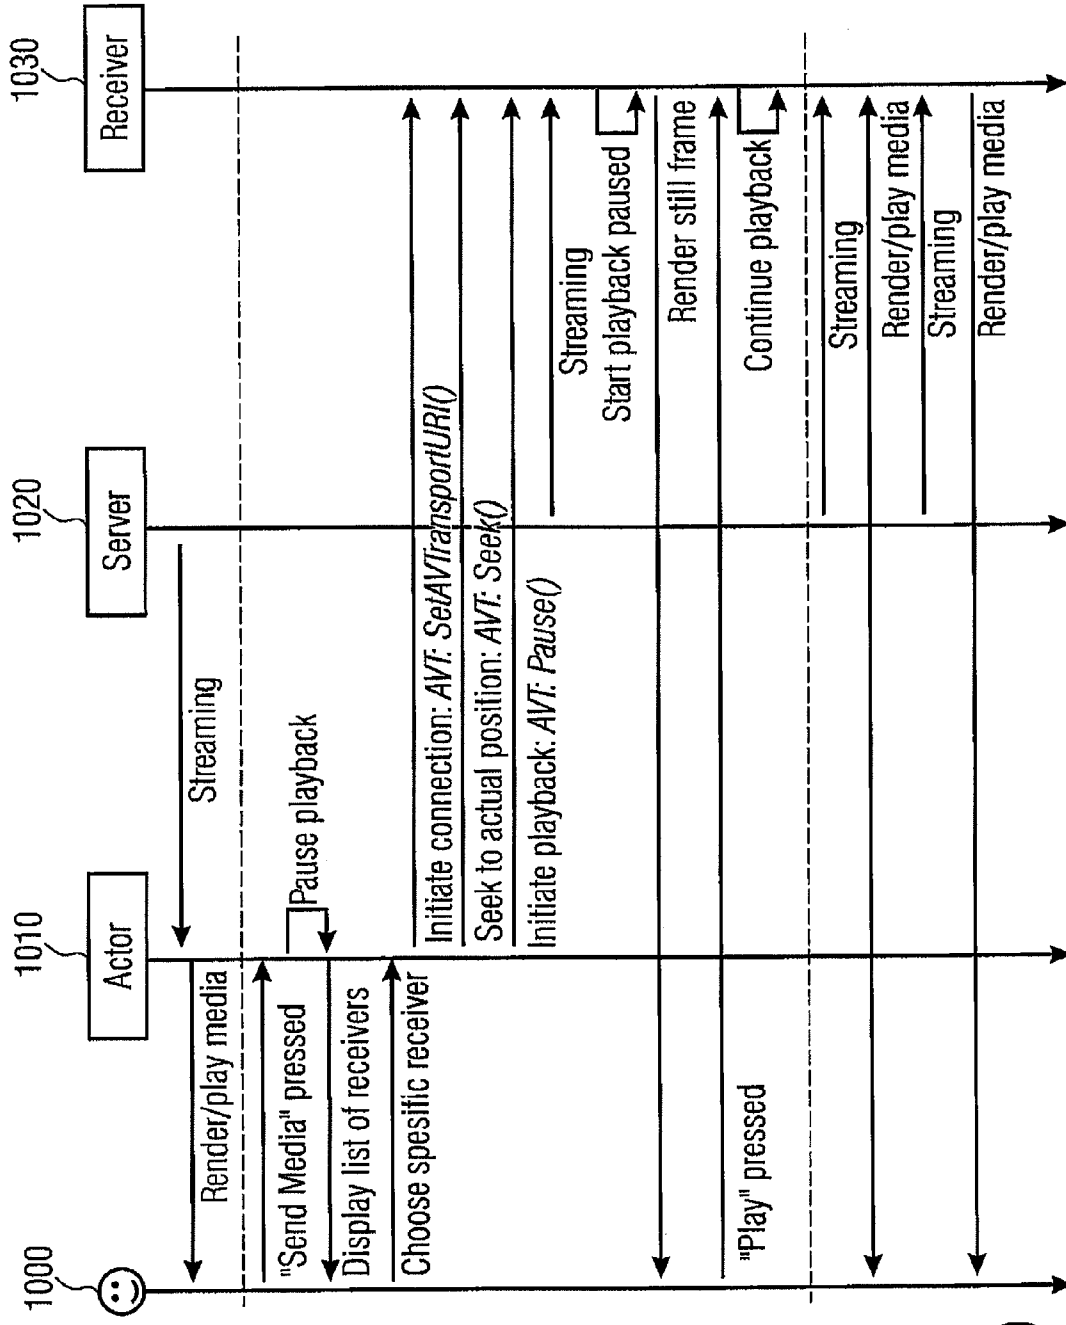 1000
1010
Actor
1020
Server
1030
Receiver
Streaming
Render/play media
"Send Media" pressed
Pause playback
Display list of receivers
Choose spesific receiver
Initiate connection: AVT: SetAVTransportURI()
Seek to actual position: AVT: Seek()
Initiate playback: AVT: Pause()
Streaming
Start playback paused
Render still frame
"Play" pressed
Continue playback
Streaming
Render/play media
Streaming
Render/play media